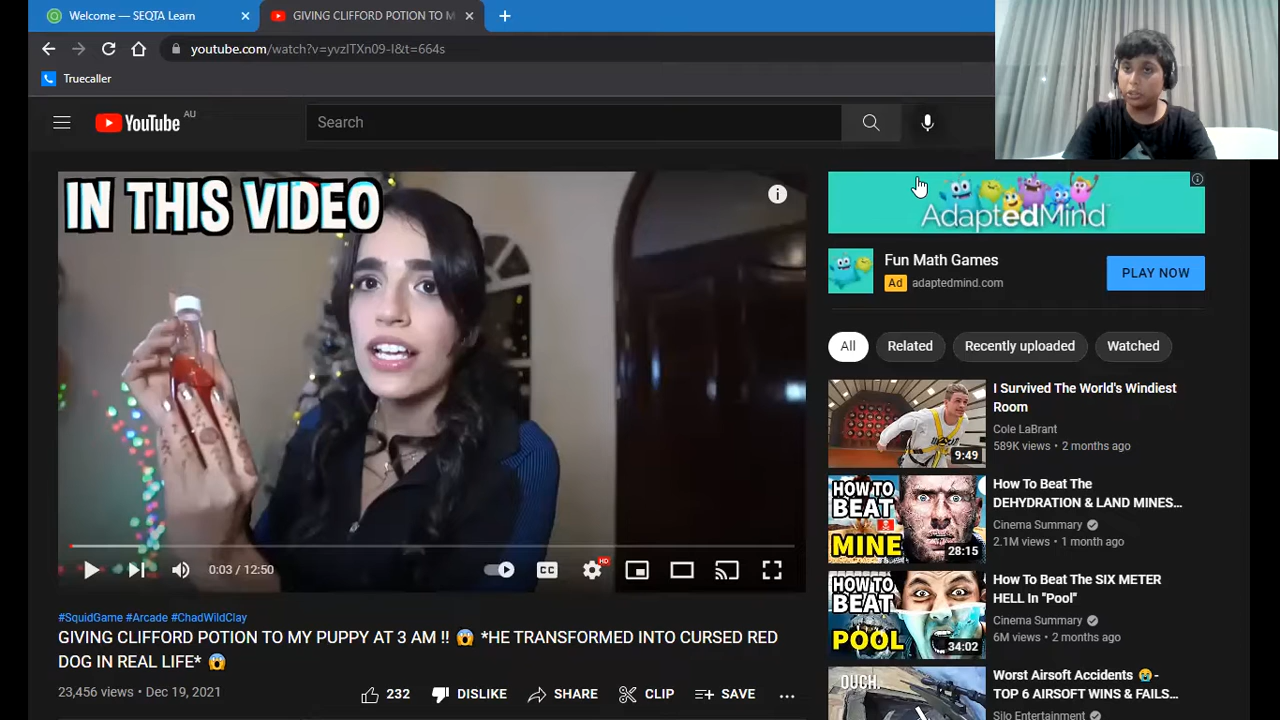 Welcome — SEQTA Learn
GIVING CLIFFORD POTION TO M
youtube.com/watch?v=yvzITXn09-I&t=664s
Truecaller
YouTube
AU
Search
IN THIS VIDEO
AdaptedMind
Fun Math Games
Ad adaptedmind.com
PLAY NOW
All
Related
Recently uploaded
Watched
I Survived The World's Windiest
Room
Cole LaBrant
589K views • 2 months ago
9:49
HOW TO
BEAT
MINE
28:15
How To Beat The
DEHYDRATION & LAND MINES...
Cinema Summary
2.1M views • 1 month ago
HOW TO
BEAT
POOL
34:02
How To Beat The SIX METER
HELL In "Pool"
Cinema Summary
6M views • 2 months ago
OUCH.
Worst Airsoft Accidents 😭 -
TOP 6 AIRSOFT WINS & FAILS...
Silo Entertainment
0:03 / 12:50
CC
HD
#SquidGame #Arcade #ChadWildClay
GIVING CLIFFORD POTION TO MY PUPPY AT 3 AM !! 😱 *HE TRANSFORMED INTO CURSED RED
DOG IN REAL LIFE* 😱
23,456 views • Dec 19, 2021
232
DISLIKE
SHARE
CLIP
SAVE